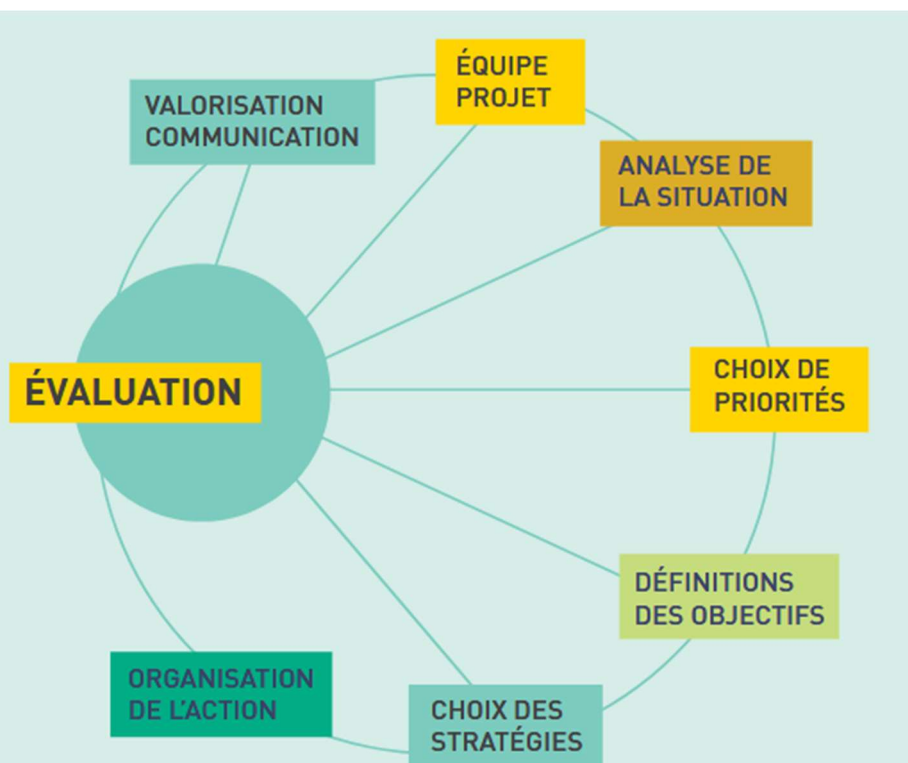 ÉQUIPE
PROJET
VALORISATION
COMMUNICATION
ANALYSE DE
LA SITUATION
CHOIX DE
PRIORITÉS
ÉVALUATION
DÉFINITIONS
DES OBJECTIFS
ORGANISATION
DE L'ACTION
CHOIX DES
STRATÉGIES